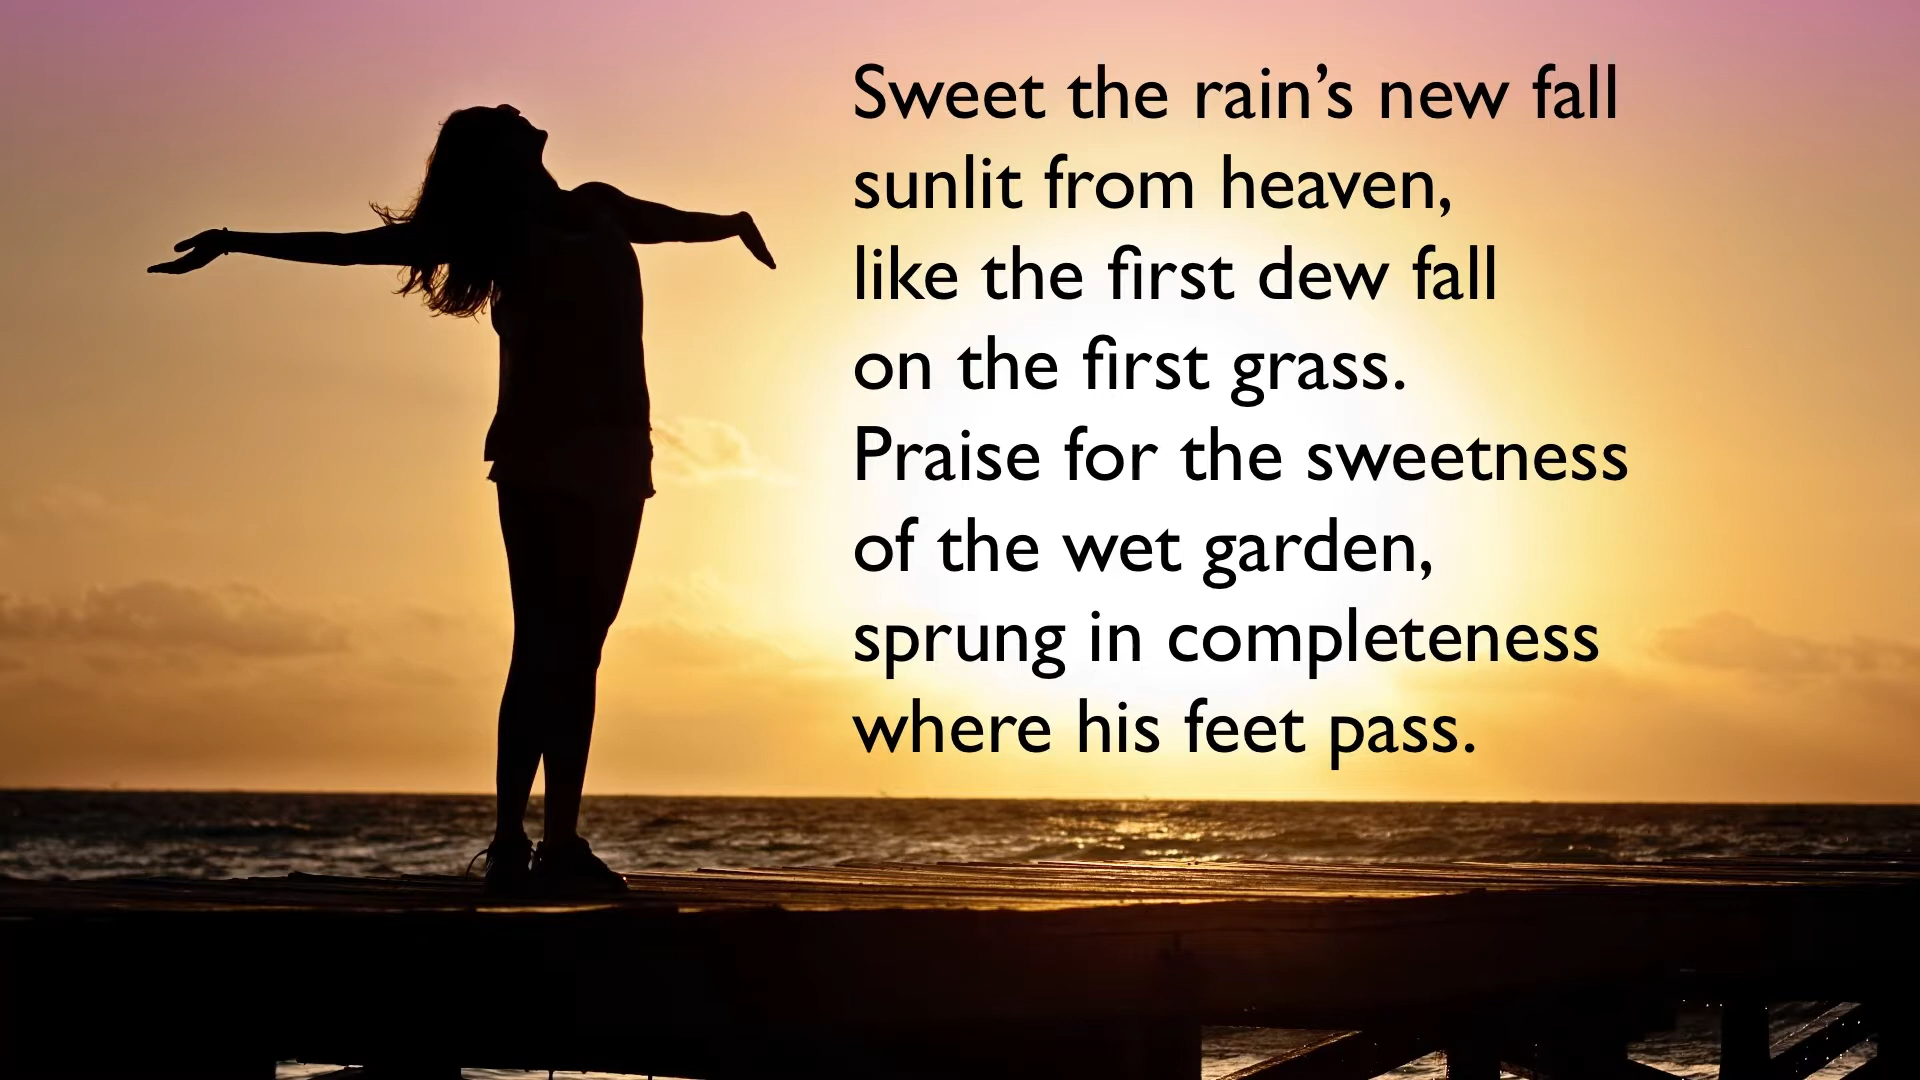 Sweet the rain’s new fall
sunlit from heaven,
like the first dew fall
on the first grass.
Praise for the sweetness
of the wet garden,
sprung in completeness
where his feet pass.